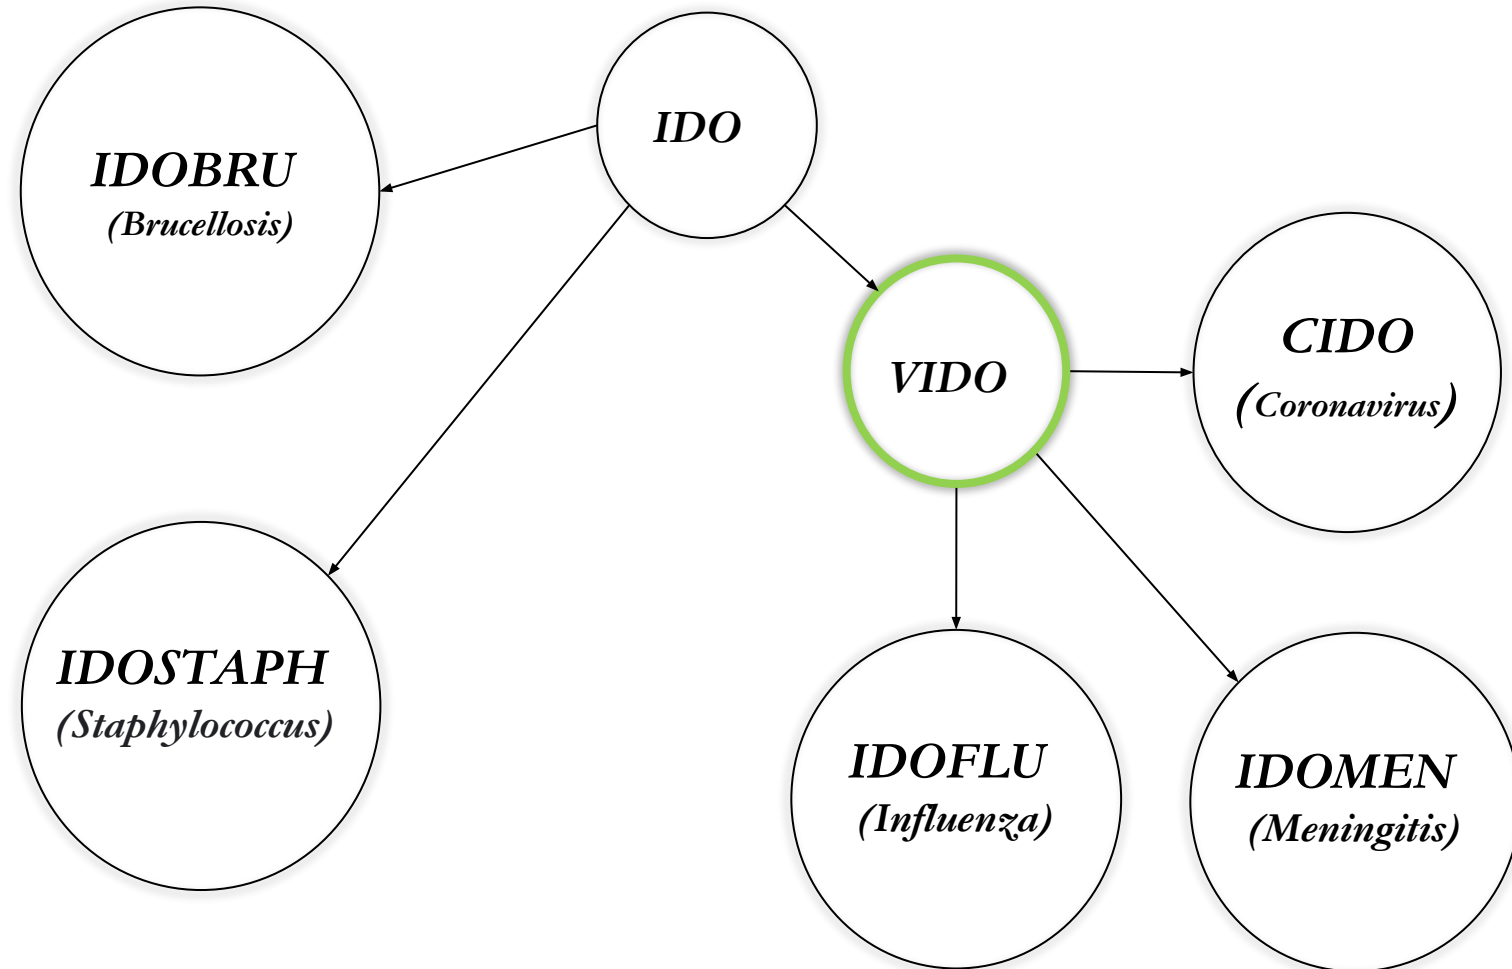 IDO
IDOBRU
(Brucellosis)
VIDO
CIDO
(Coronavirus)
IDOSTAPH
(Staphylococcus)
IDOFLU
(Influenza)
IDOMEN
(Meningitis)